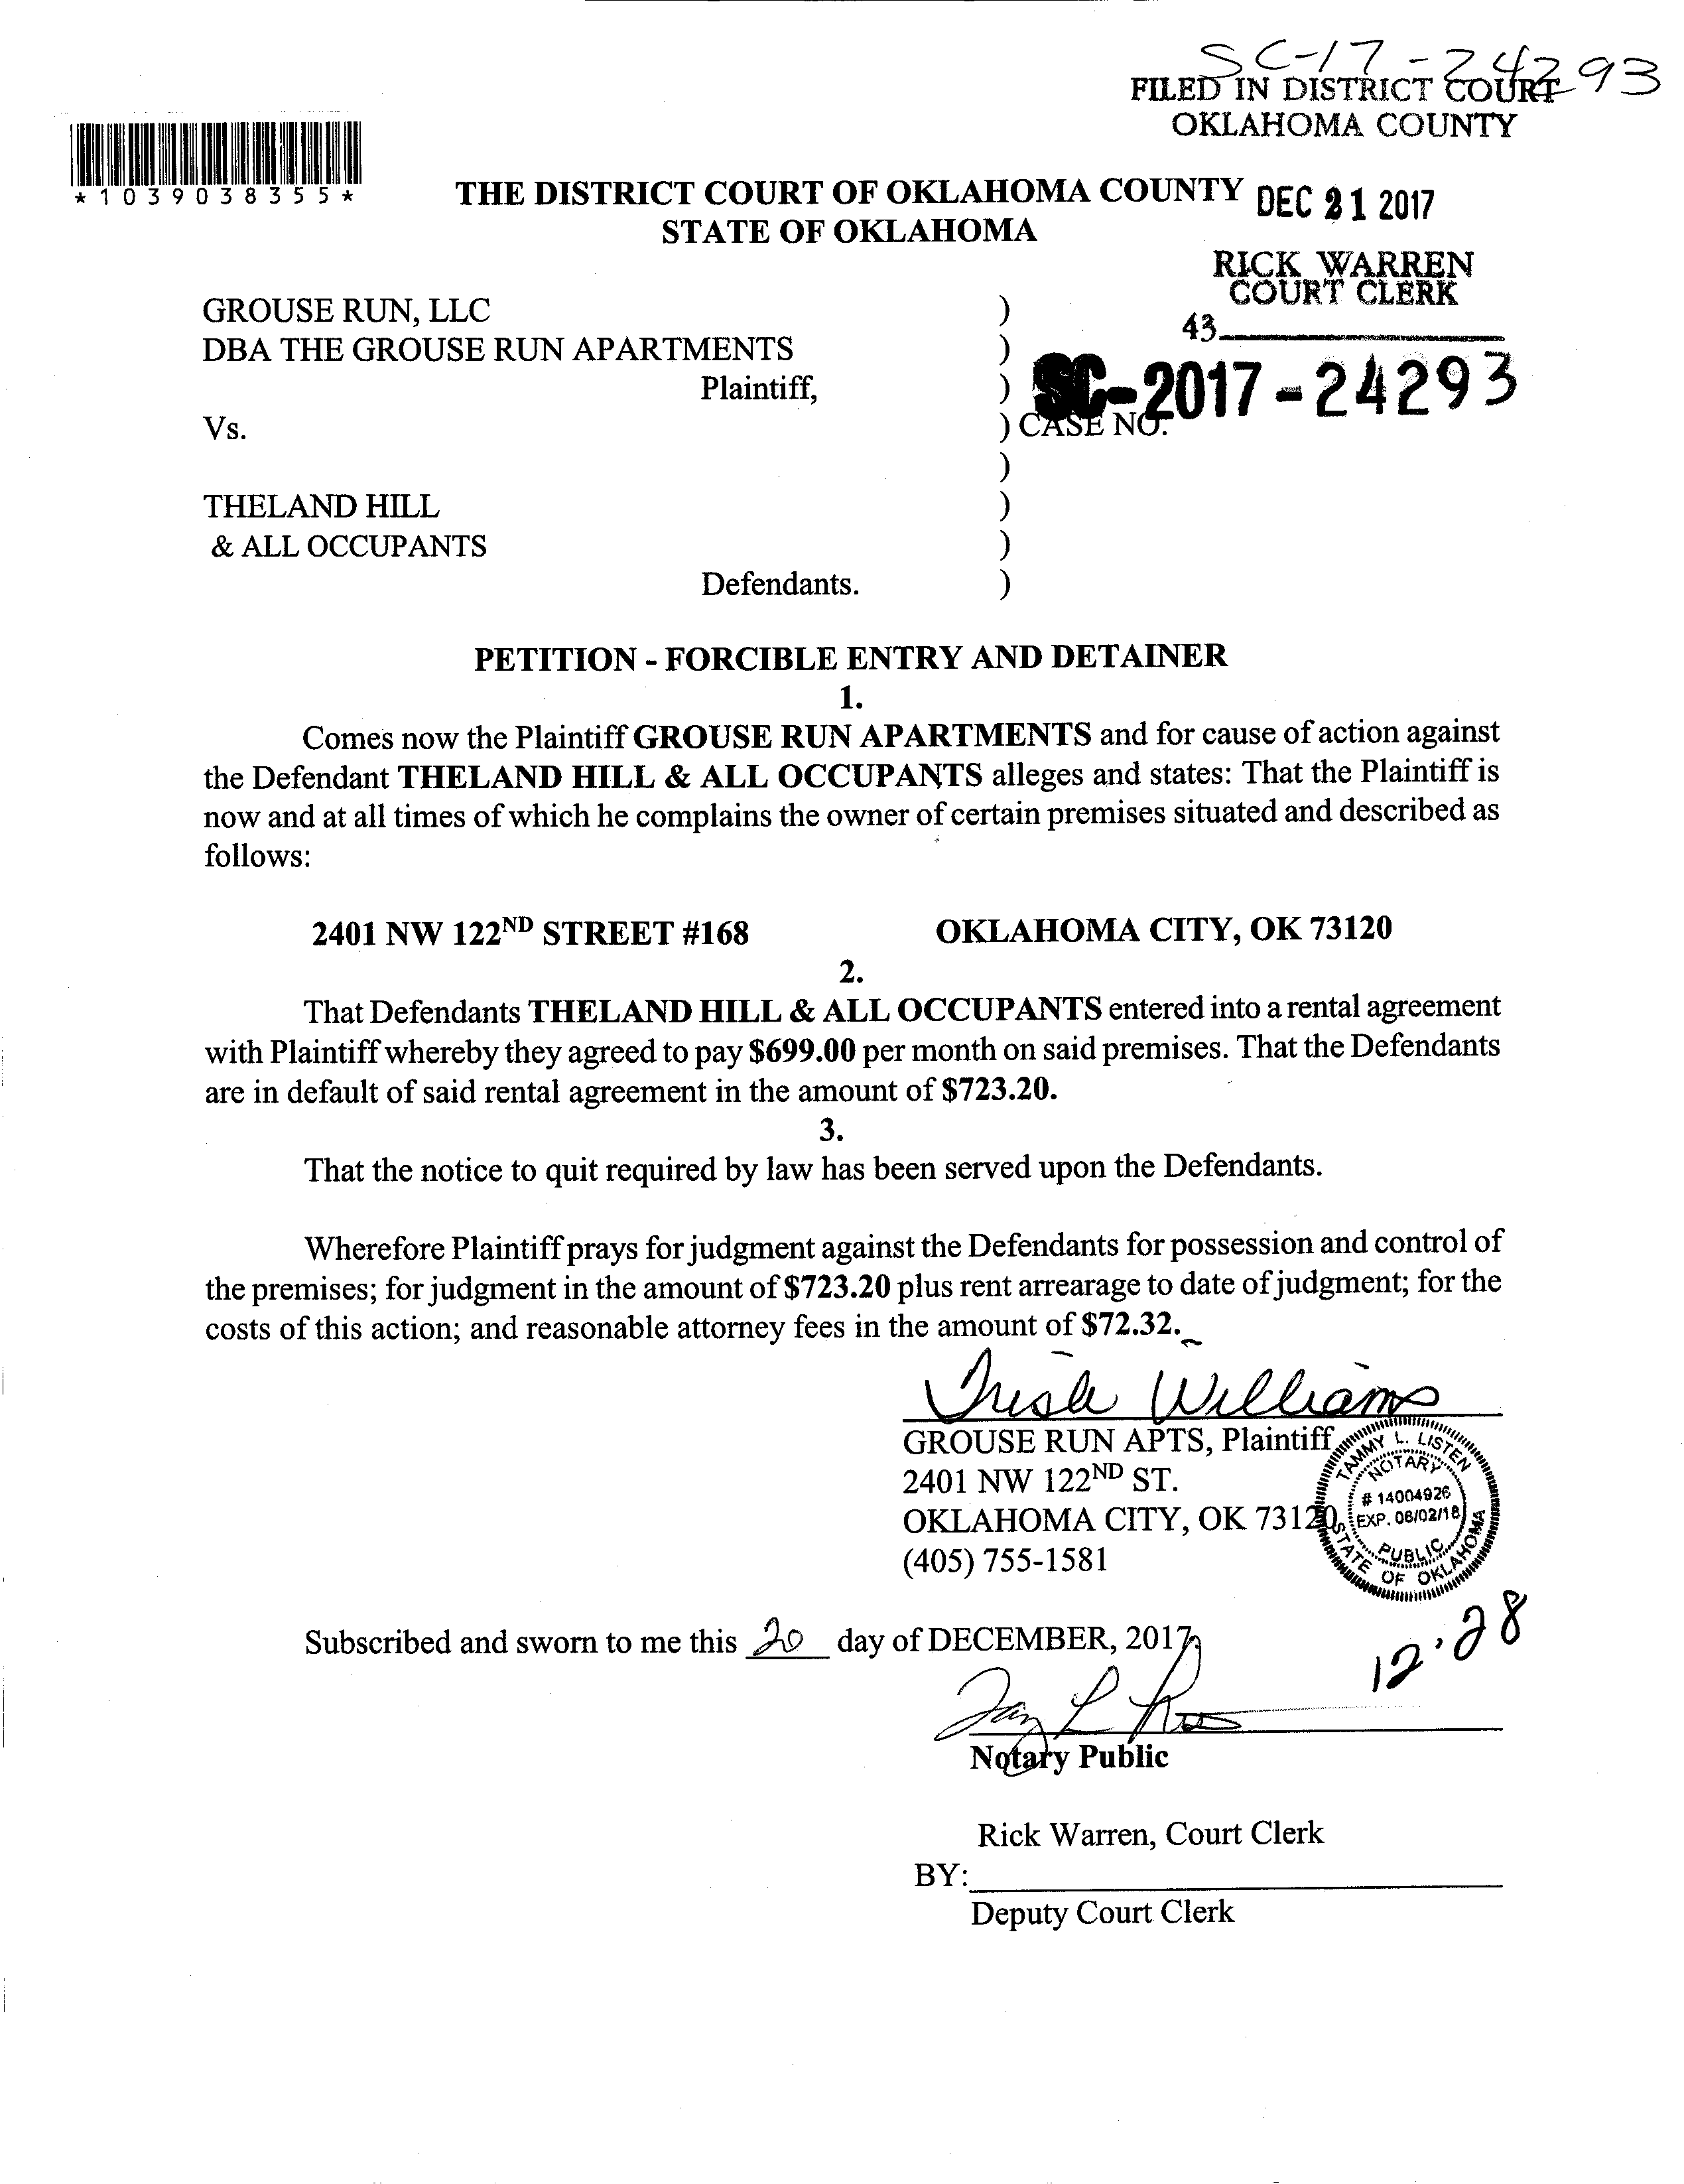 SC-17-24293
FILED IN DISTRICT COURT
OKLAHOMA COUNTY
*1039038355*
THE DISTRICT COURT OF OKLAHOMA COUNTY
DEC 21 2017
STATE OF OKLAHOMA
RICK WARREN
COURT CLERK
43
GROUSE RUN, LLC )
DBA THE GROUSE RUN APARTMENTS )
Plaintiff, ) SC-2017-24293
Vs. ) CASE NO.
)
THELAND HILL )
& ALL OCCUPANTS )
Defendants. )
PETITION - FORCIBLE ENTRY AND DETAINER
1.
Comes now the Plaintiff GROUSE RUN APARTMENTS and for cause of action against
the Defendant THELAND HILL & ALL OCCUPANTS alleges and states: That the Plaintiff is
now and at all times of which he complains the owner of certain premises situated and described as
follows:
2401 NW 122ND STREET #168 OKLAHOMA CITY, OK 73120
2.
That Defendants THELAND HILL & ALL OCCUPANTS entered into a rental agreement
with Plaintiff whereby they agreed to pay $699.00 per month on said premises. That the Defendants
are in default of said rental agreement in the amount of $723.20.
3.
That the notice to quit required by law has been served upon the Defendants.
Wherefore Plaintiff prays for judgment against the Defendants for possession and control of
the premises; for judgment in the amount of $723.20 plus rent arrearage to date of judgment; for the
costs of this action; and reasonable attorney fees in the amount of $72.32.
Trisha Williams
GROUSE RUN APTS, Plaintiff
2401 NW 122ND ST.
OKLAHOMA CITY, OK 73120
(405) 755-1581
TAMMY L. LISTEN
NOTARY
# 14004926
EXP. 06/02/18
PUBLIC
STATE OF OKLAHOMA
12-28
Subscribed and sworn to me this 20 day of DECEMBER, 2017
Notary Public
Rick Warren, Court Clerk
BY:
Deputy Court Clerk